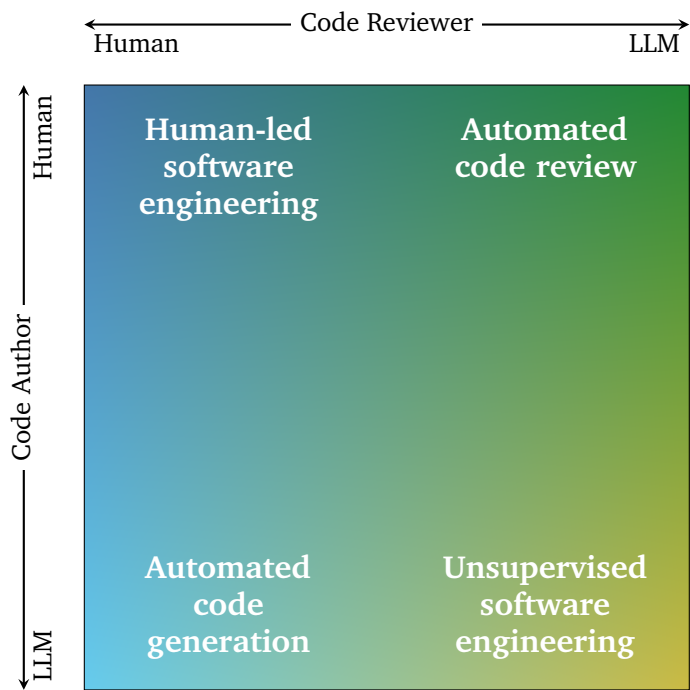 Code Reviewer
Human LLM
Human
Code Author
LLM
Human-led
software
engineering
Automated
code review
Automated
code
generation
Unsupervised
software
engineering